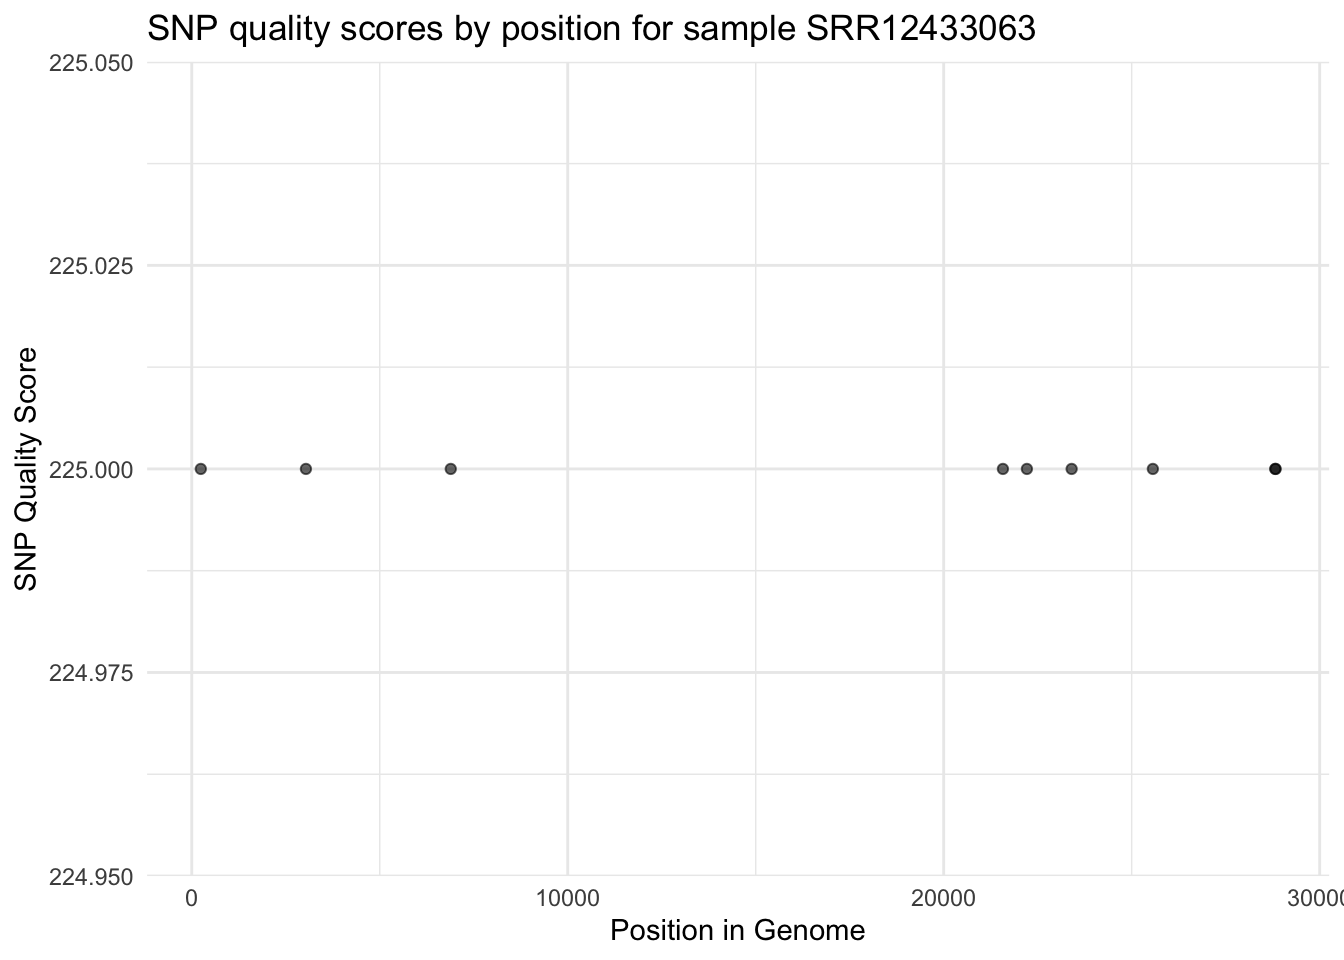 SNP quality scores by position for sample SRR12433063
225.050
225.025
225.000
224.975
224.950
SNP Quality Score
0 10000 20000 30000
Position in Genome